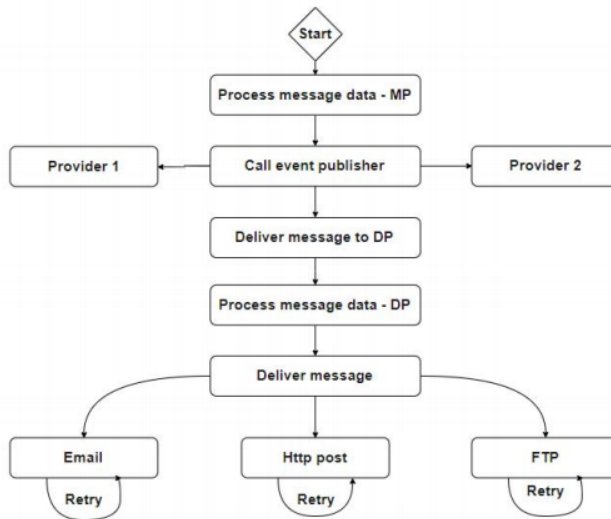 Start
Process message data - MP
Provider 1
Call event publisher
Provider 2
Deliver message to DP
Process message data - DP
Deliver message
Email
Http post
FTP
Retry
Retry
Retry